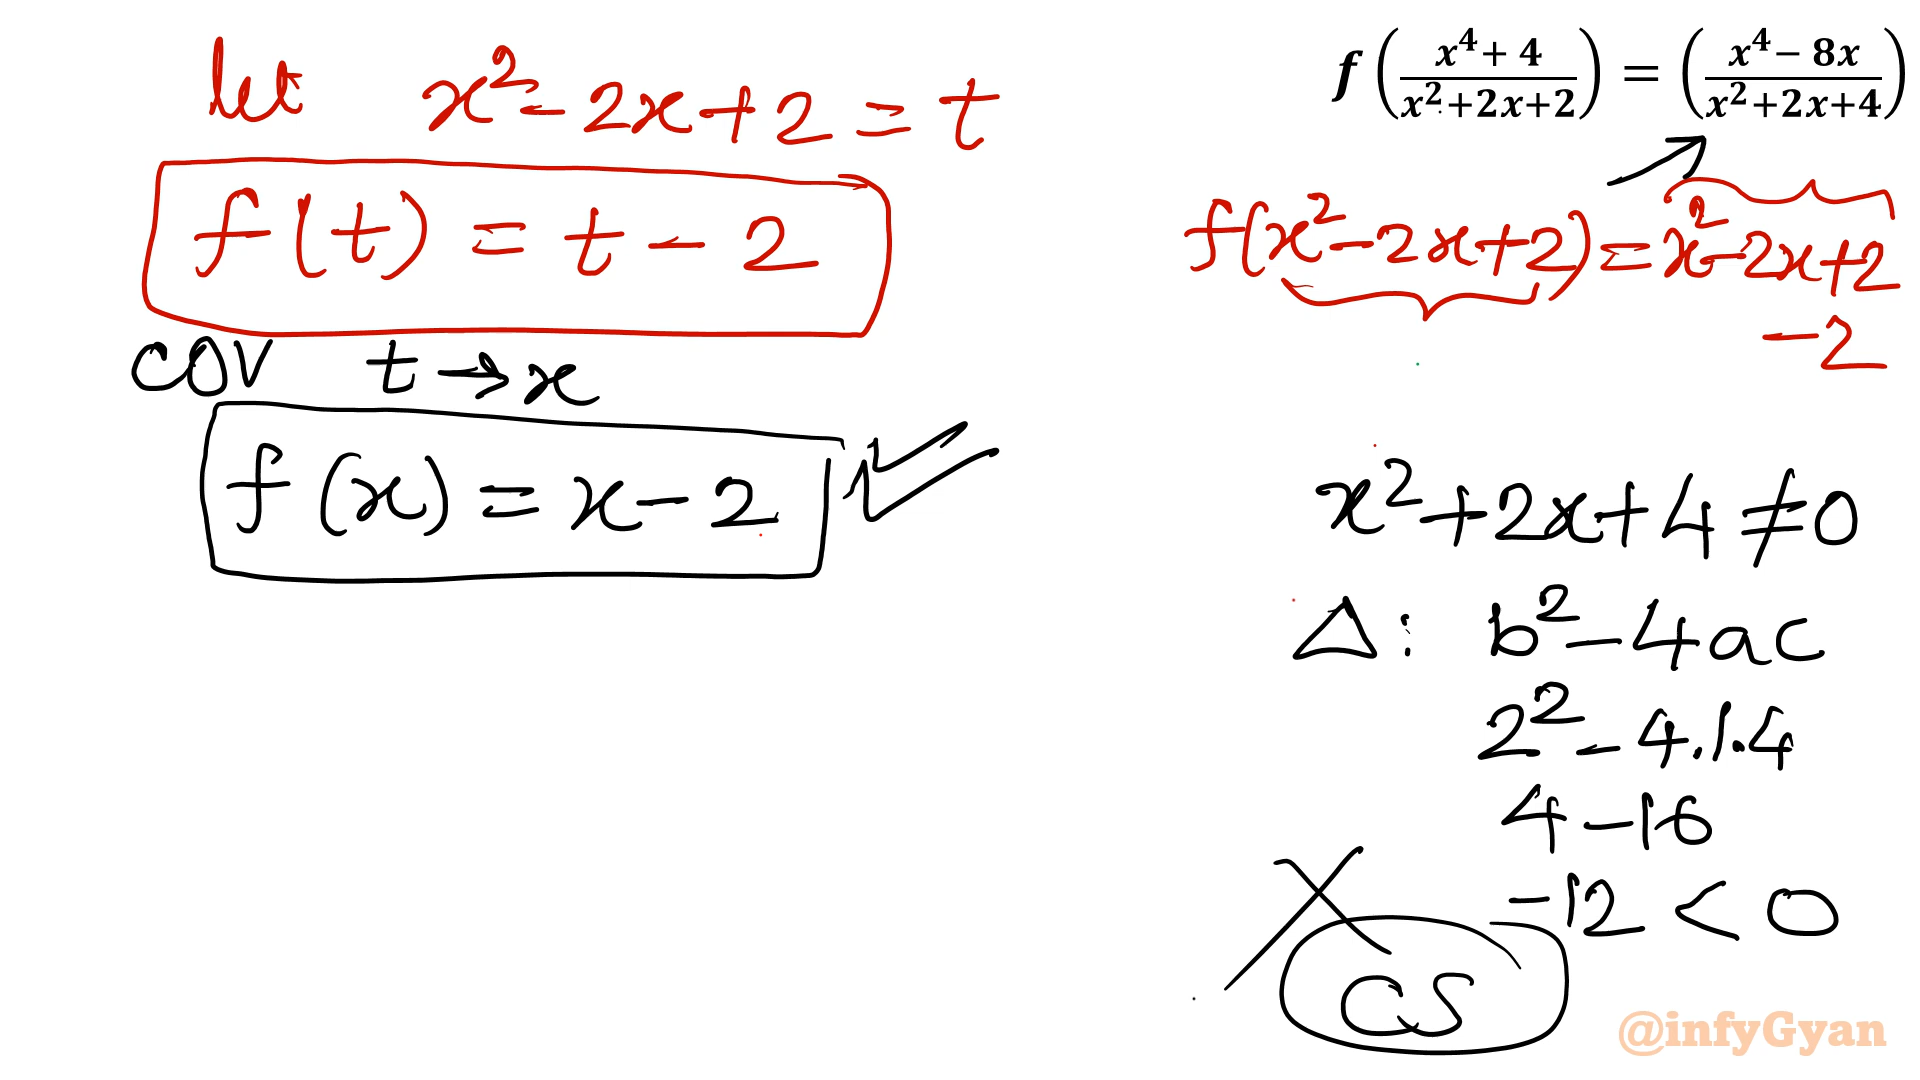 let x² - 2x + 2 = t
f(t) = t - 2
COV t → x
f(x) = x - 2
f((x⁴ + 4)/(x² + 2x + 2)) = ((x⁴ - 8x)/(x² + 2x + 4))
f(x² - 2x + 2) = x² - 2x + 2
- 2
x² + 2x + 4 ≠ 0
Δ : b² - 4ac
2² - 4.1.4
4 - 16
-12 < 0
CS
@infyGyan